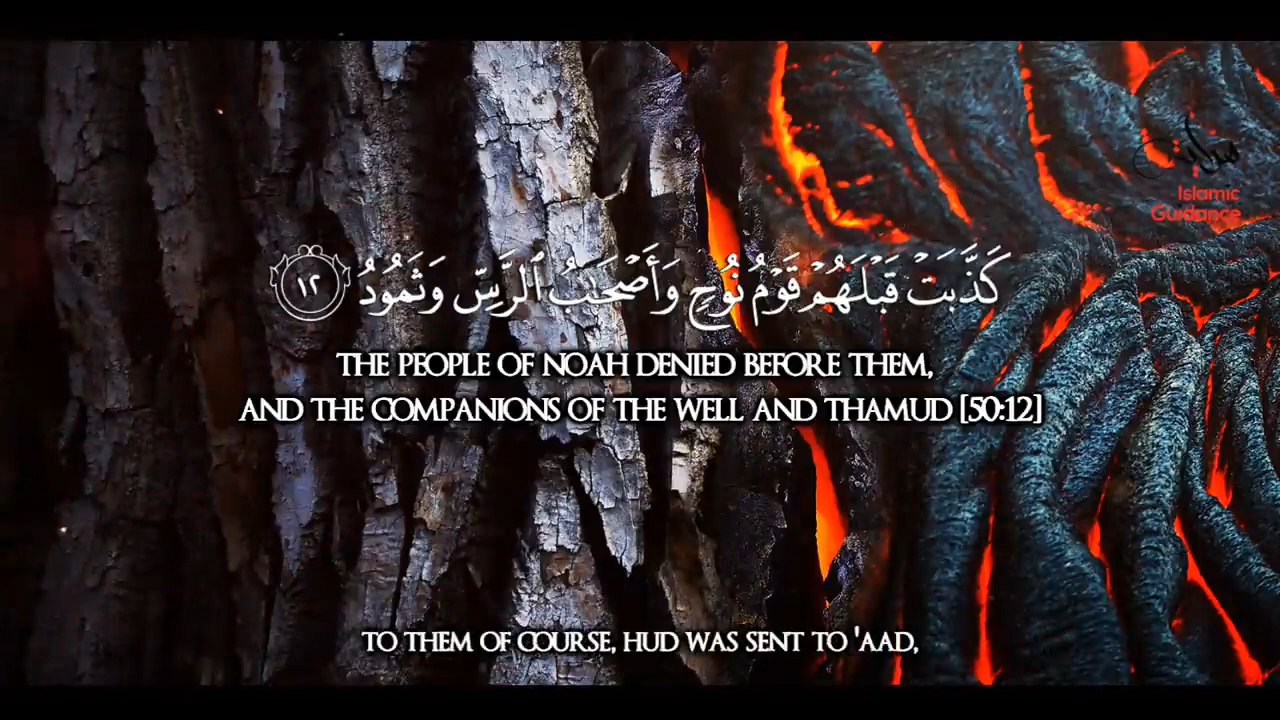 كَذَّبَتْ قَبْلَهُمْ قَوْمُ نُوحٍ وَأَصْحَٰبُ ٱلرَّسِّ وَثَمُودُ ١٢
THE PEOPLE OF NOAH DENIED BEFORE THEM,
AND THE COMPANIONS OF THE WELL AND THAMUD [50:12]
TO THEM OF COURSE, HUD WAS SENT TO 'AAD,
Islamic
Guidance